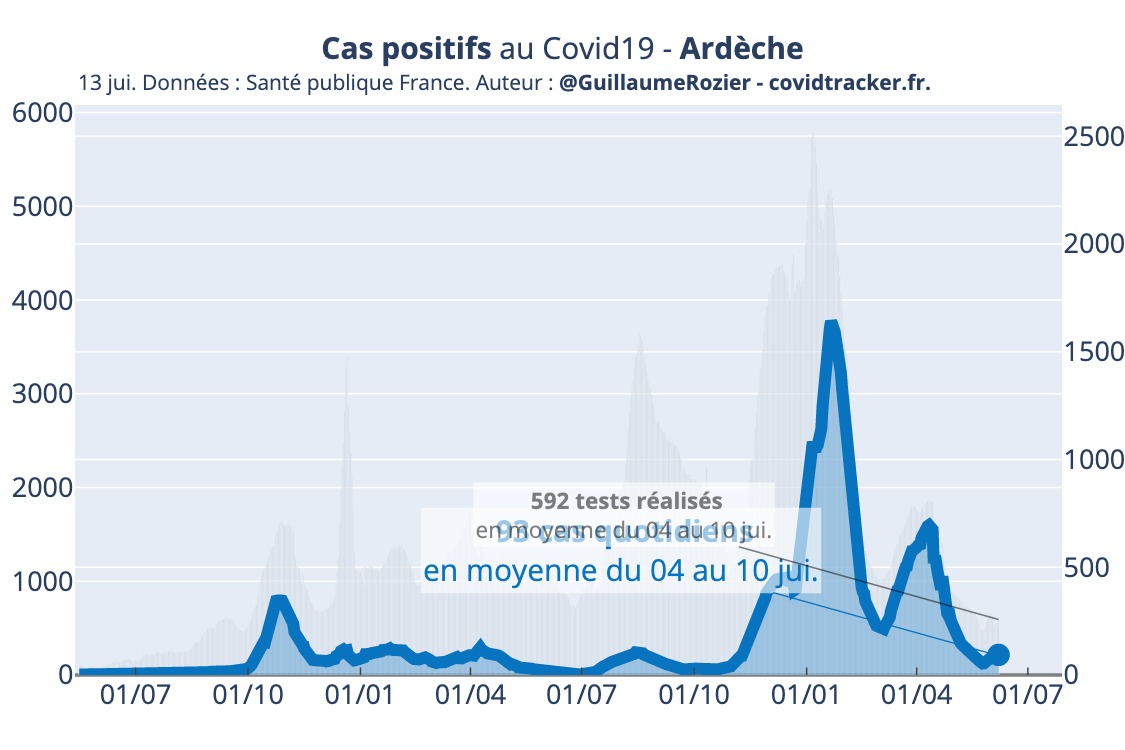 Cas positifs au Covid19 - Ardèche
13 jui. Données : Santé publique France. Auteur : @GuillaumeRozier - covidtracker.fr.
6000
5000
4000
3000
2000
1000
0
2500
2000
1500
1000
500
0
592 tests réalisés
en moyenne du 04 au 10 jui.
93 cas quotidiens
en moyenne du 04 au 10 jui.
01/07 01/10 01/01 01/04 01/07 01/10 01/01 01/04 01/07